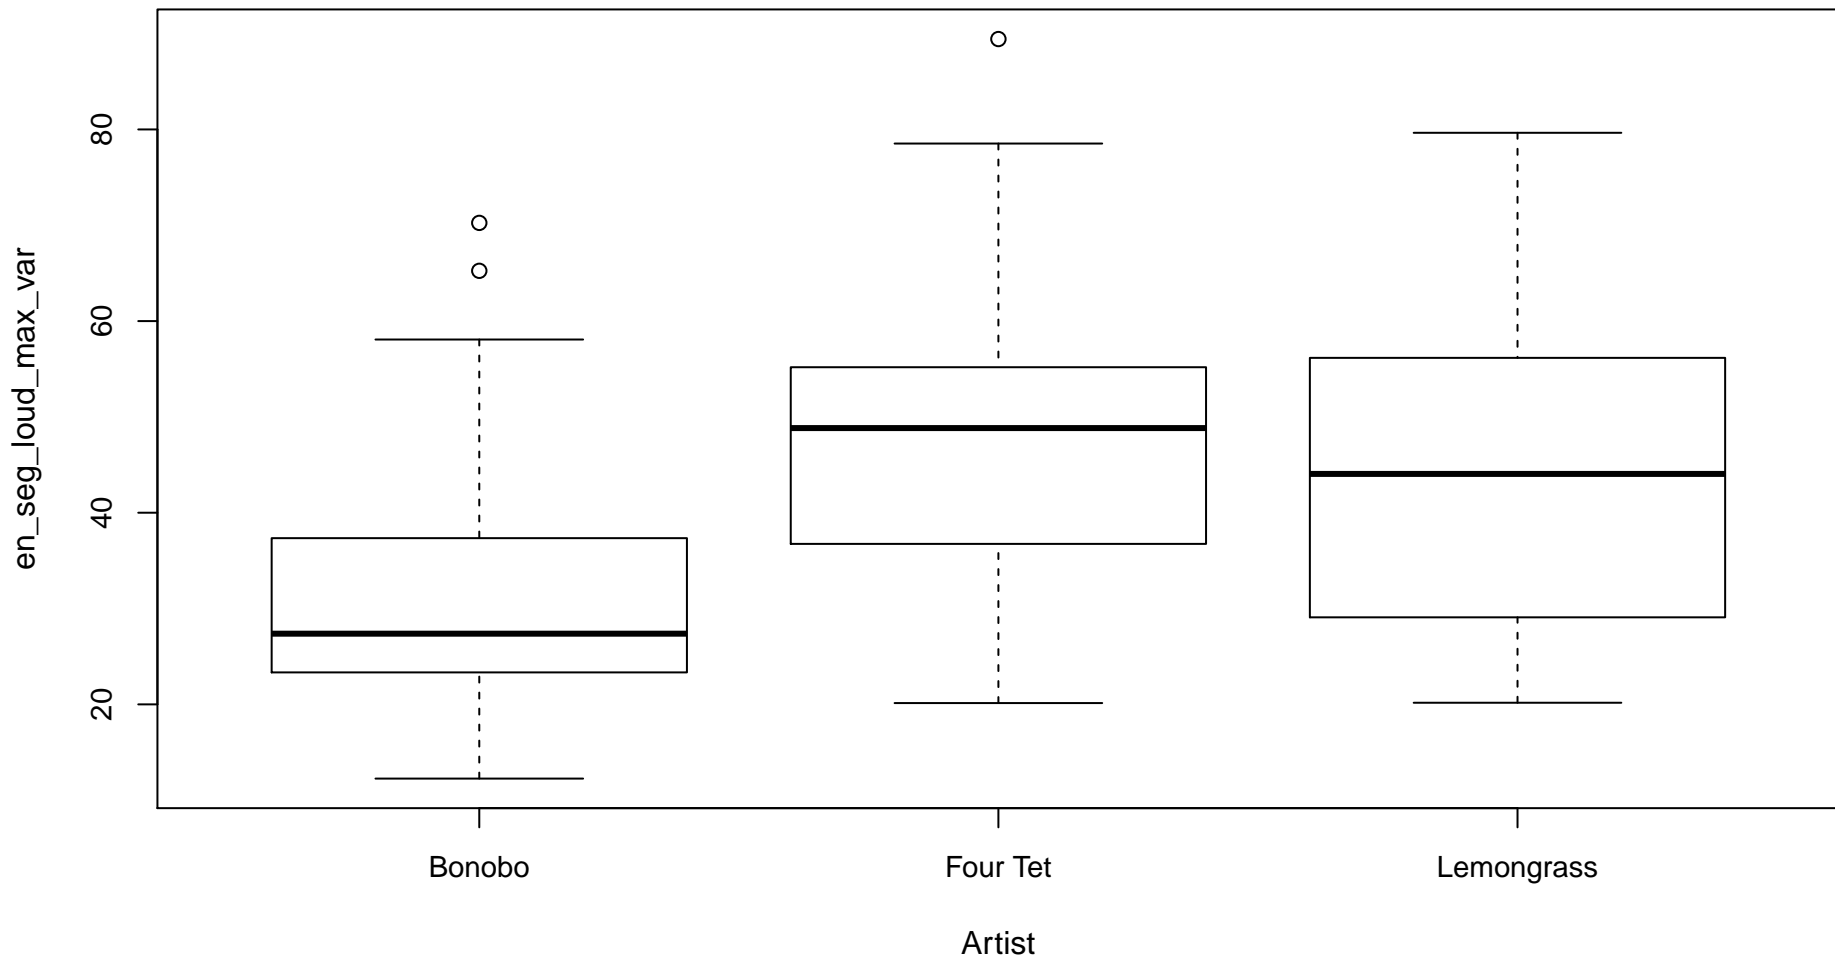 en_seg_loud_max_var
80
60
40
20
Bonobo
Four Tet
Lemongrass
Artist